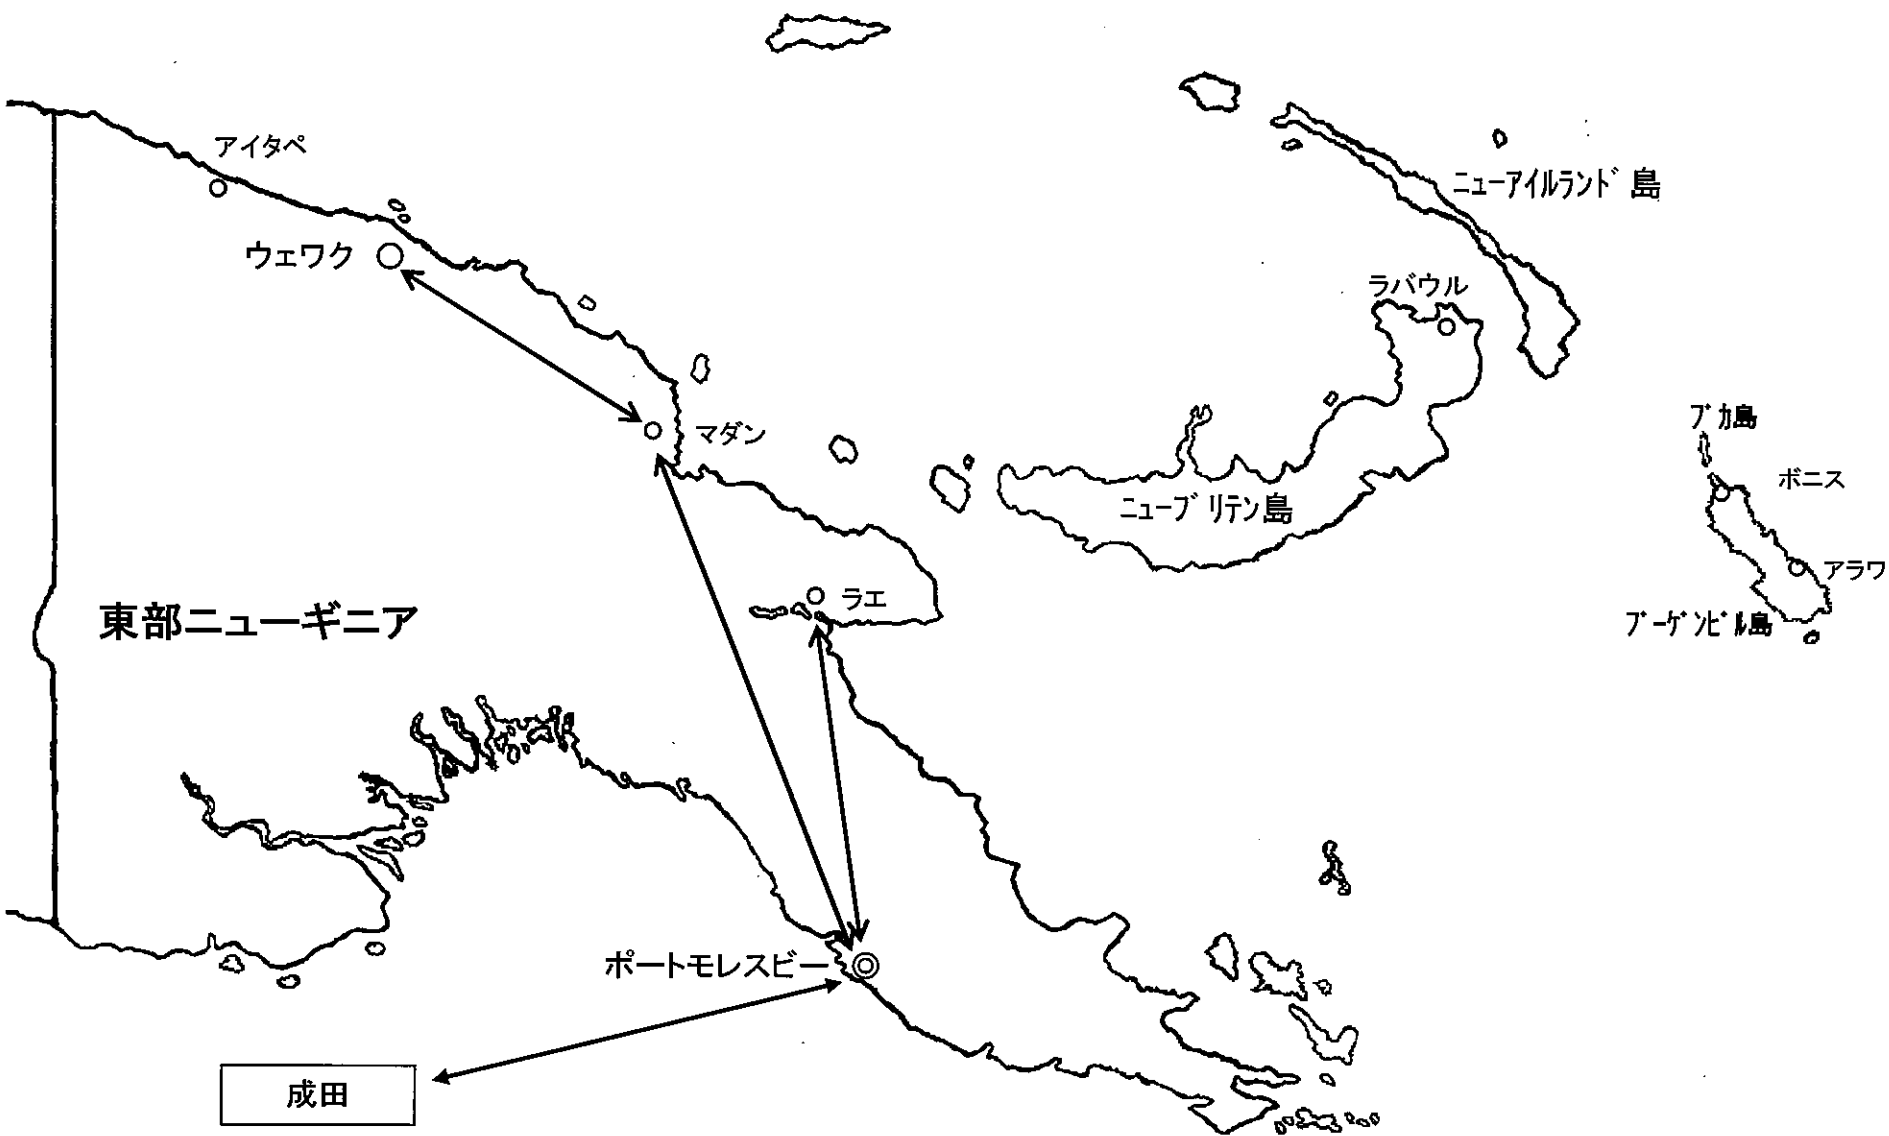 アイタペ
ニューアイルランド島
ウェワク
ラバウル
マダン
ブカ島
ボニス
ニューブリテン島
アラワ
ラエ
東部ニューギニア
ブーゲンビル島
ポートモレスビー
成田